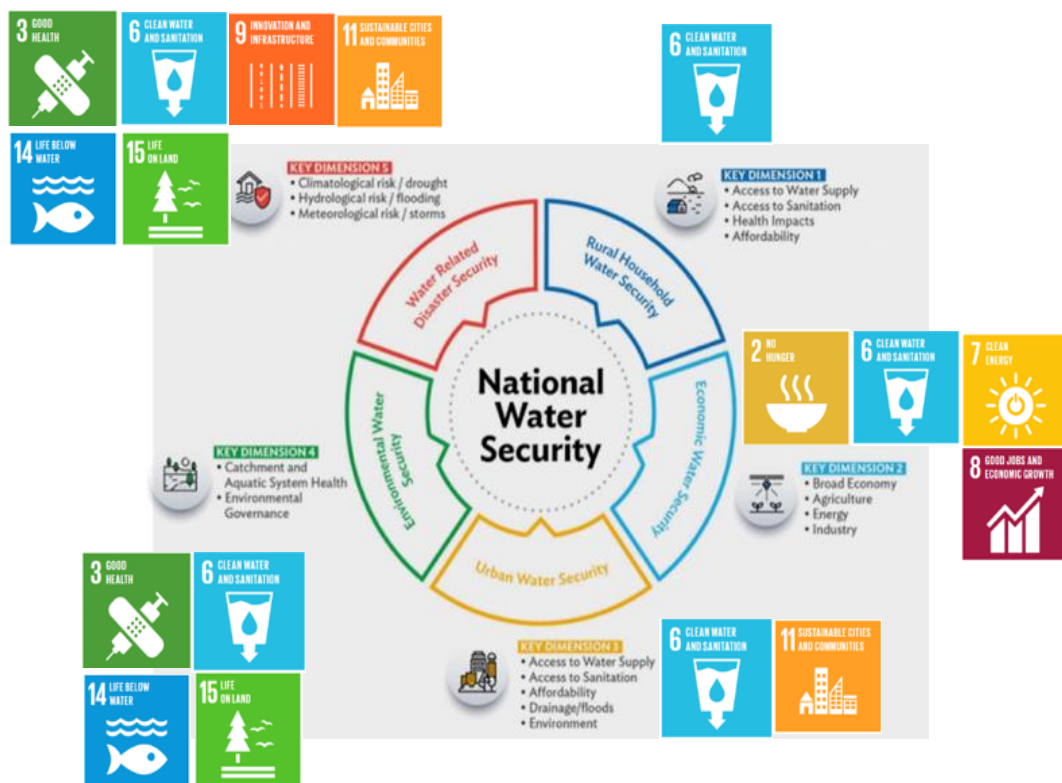 3 GOOD
HEALTH
6 CLEAN WATER
AND SANITATION
9 INNOVATION AND
INFRASTRUCTURE
11 SUSTAINABLE CITIES
AND COMMUNITIES
6 CLEAN WATER
AND SANITATION
14 LIFE BELOW
WATER
15 LIFE
ON LAND
KEY DIMENSION 5
• Climatological risk / drought
• Hydrological risk / flooding
• Meteorological risk / storms
KEY DIMENSION 1
• Access to Water Supply
• Access to Sanitation
• Health Impacts
• Affordability
Water Related
Disaster Security
Rural Household
Water Security
National
Water
Security
2 NO
HUNGER
6 CLEAN WATER
AND SANITATION
7 CLEAN
ENERGY
Environmental Water
Security
Economic Water Security
KEY DIMENSION 4
• Catchment and
Aquatic System Health
• Environmental
Governance
KEY DIMENSION 2
• Broad Economy
• Agriculture
• Energy
• Industry
8 GOOD JOBS AND
ECONOMIC GROWTH
Urban Water Security
3 GOOD
HEALTH
6 CLEAN WATER
AND SANITATION
KEY DIMENSION 3
• Access to Water Supply
• Access to Sanitation
• Affordability
• Drainage/floods
• Environment
6 CLEAN WATER
AND SANITATION
11 SUSTAINABLE CITIES
AND COMMUNITIES
14 LIFE BELOW
WATER
15 LIFE
ON LAND